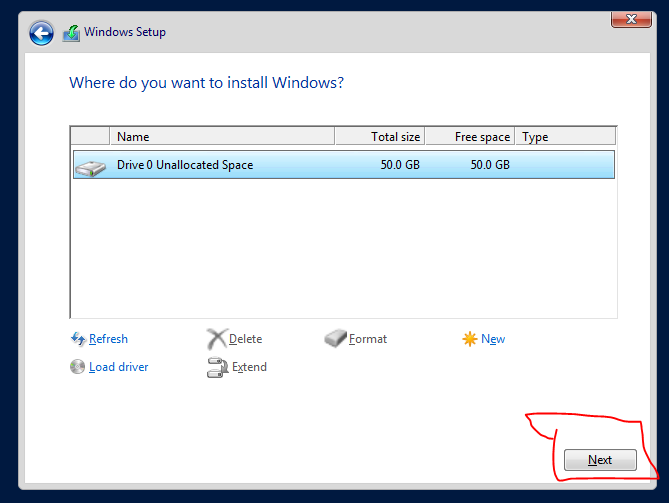 Windows Setup
Where do you want to install Windows?
Name Total size Free space Type
Drive 0 Unallocated Space 50.0 GB 50.0 GB
Refresh Delete Format New
Load driver Extend
Next